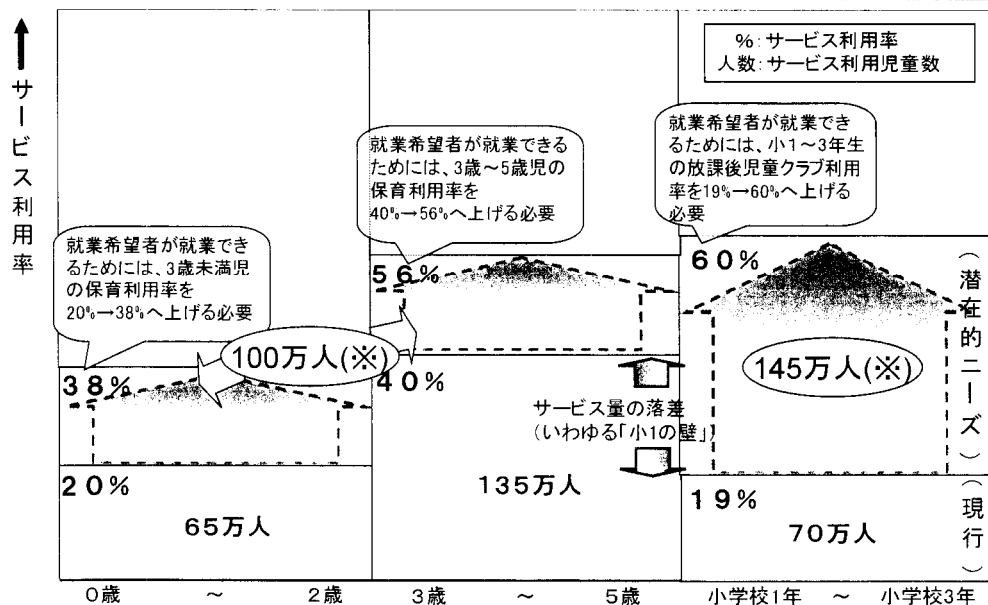 サービス利用率
%：サービス利用率
人数：サービス利用児童数
就業希望者が就業でき
るためには、3歳未満児
の保育利用率を
20%→38%へ上げる必要
就業希望者が就業できる
ためには、3歳～5歳児の
保育利用率を
40%→56%へ上げる必要
就業希望者が就業でき
るためには、小1～3年生
の放課後児童クラブ利用
率を19%→60%へ上げる
必要
38%
100万人(※)
56%
60%
145万人(※)
（潜在的ニーズ）
20%
65万人
40%
サービス量の落差
（いわゆる「小1の壁」）
135万人
19%
70万人
（現行）
0歳　～　2歳
3歳　～　5歳
小学校1年　～　小学校3年